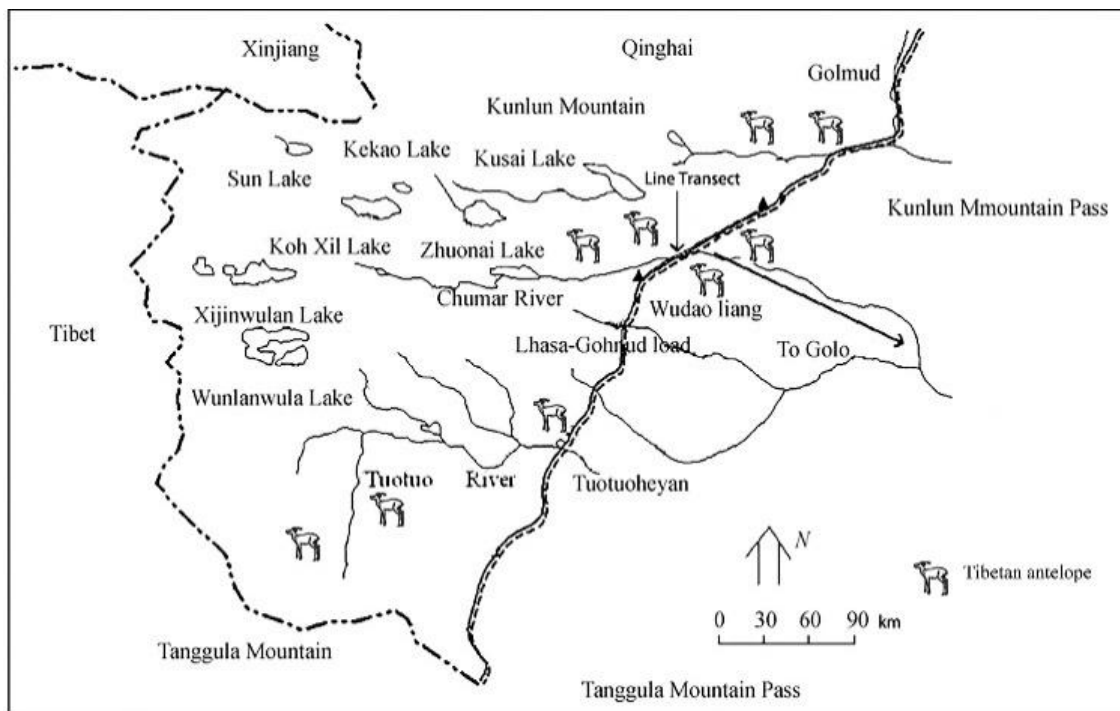 Xinjiang
Qinghai
Golmud
Kunlun Mountain
Kekao Lake
Kusai Lake
Sun Lake
Line Transect
Kunlun Mmountain Pass
Koh Xil Lake
Zhuonai Lake
Chumar River
Wudao liang
Xijinwulan Lake
Tibet
Lhasa-Gohnud load
To Golo
Wunlanwula Lake
Tuotuo River
Tuotuoheyan
N
Tibetan antelope
0 30 60 90 km
Tanggula Mountain
Tanggula Mountain Pass